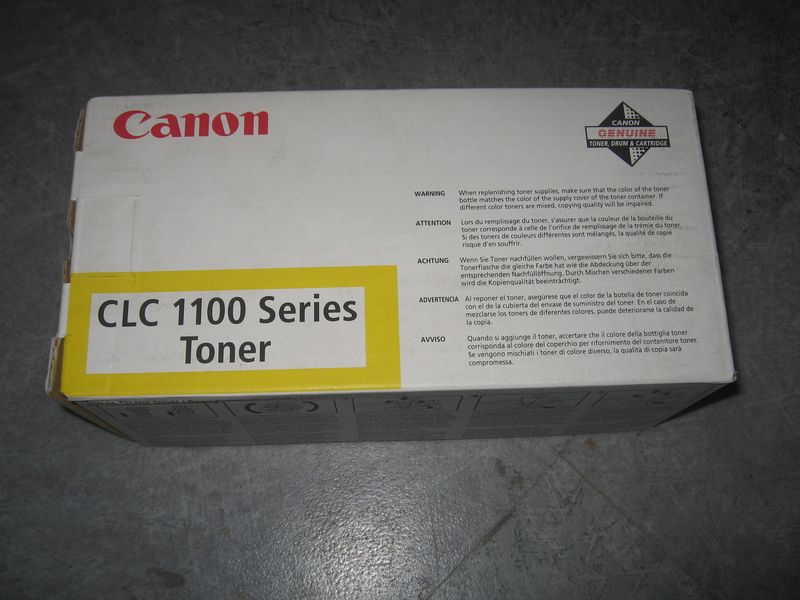 Canon
CANON
GENUINE
TONER, DRUM & CARTRIDGE
WARNING When replenishing toner supplies, make sure that the color of the toner
bottle matches the color of the supply cover of the toner container. If
different color toners are mixed, copying quality will be impaired.
ATTENTION Lors du remplissage du toner, s'assurer que la couleur de la bouteille du
toner corresponde à celle de l'orifice de remplissage de la trémie du toner.
Si des toners de couleurs différentes sont mélangés, la qualité de copie
risque d'en souffrir.
ACHTUNG Wenn Sie Toner nachfüllen wollen, vergewissern Sie sich bitte, dass die
Tonerflasche die gleiche Farbe hat wie die Abdeckung über der
entsprechenden Nachfüllöffnung. Durch Mischen verschiedener Farben
wird die Kopienqualität beeinträchtigt.
ADVERTENCIA Al reponer el toner, asegúrese que el color de la botella de toner coincida
con el de la cubierta del envase de suministro del toner. En el caso de
mezclarse los toners de diferentes colores, puede deteriorarse la calidad de
la copia.
AVVISO Quando si aggiunge il toner, accertare che il colore della bottiglia toner
corrisponda al colore del coperchio per rifornimento del contenitore toner.
Se vengono mischiati i toner di colore diverso, la qualità di copia sarà
compromessa.
CLC 1100 Series
Toner